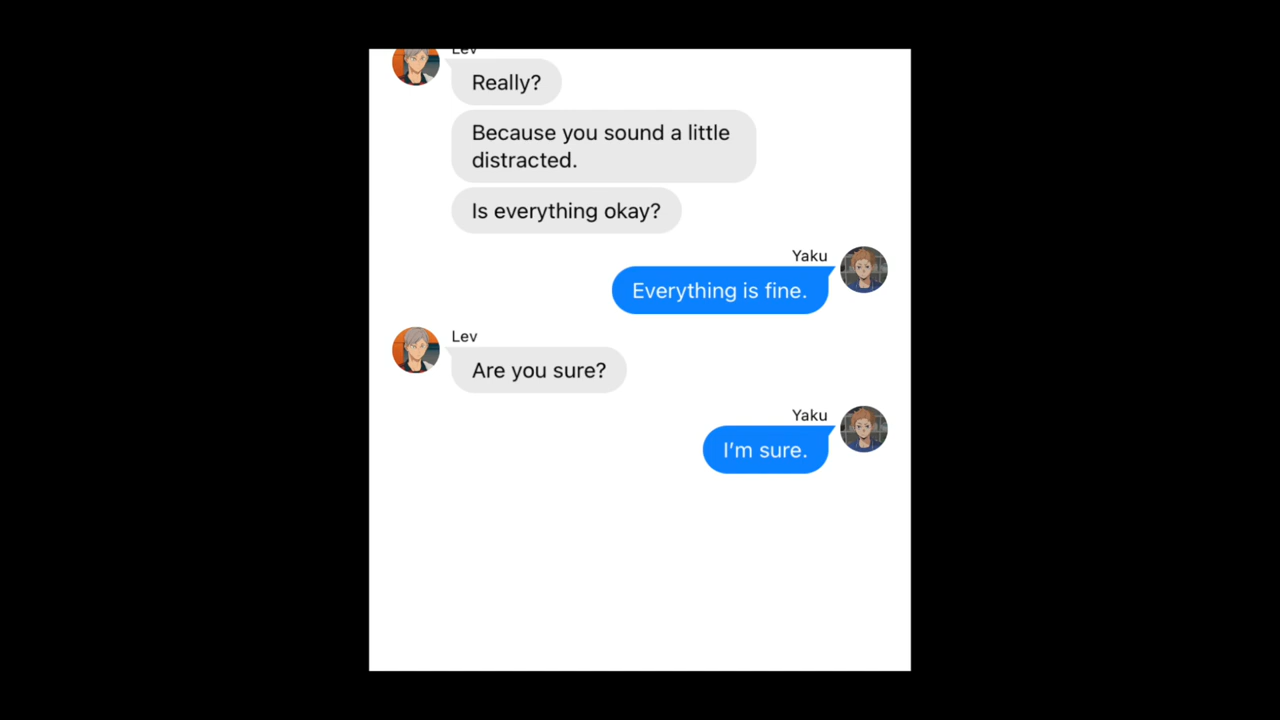 Lev
Really?
Because you sound a little
distracted.
Is everything okay?
Yaku
Everything is fine.
Lev
Are you sure?
Yaku
I’m sure.